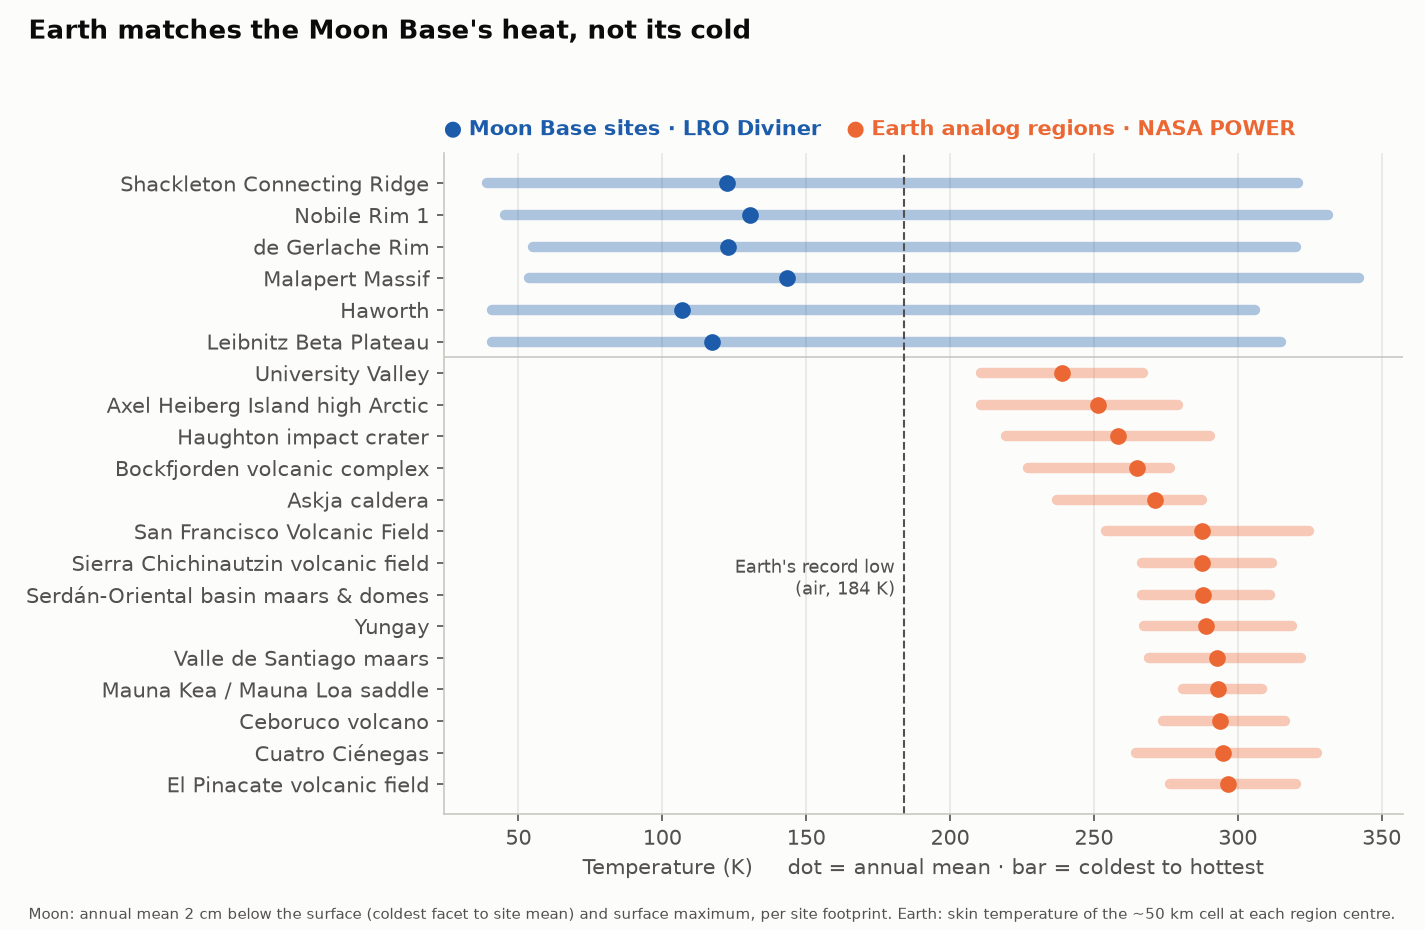 Earth matches the Moon Base's heat, not its cold
● Moon Base sites · LRO Diviner ● Earth analog regions · NASA POWER
Shackleton Connecting Ridge
Nobile Rim 1
de Gerlache Rim
Malapert Massif
Haworth
Leibnitz Beta Plateau
University Valley
Axel Heiberg Island high Arctic
Haughton impact crater
Bockfjorden volcanic complex
Askja caldera
San Francisco Volcanic Field
Sierra Chichinautzin volcanic field
Serdán-Oriental basin maars & domes
Yungay
Valle de Santiago maars
Mauna Kea / Mauna Loa saddle
Ceboruco volcano
Cuatro Ciénegas
El Pinacate volcanic field
Earth's record low
(air, 184 K)
50 100 150 200 250 300 350
Temperature (K) dot = annual mean · bar = coldest to hottest
Moon: annual mean 2 cm below the surface (coldest facet to site mean) and surface maximum, per site footprint. Earth: skin temperature of the ~50 km cell at each region centre.